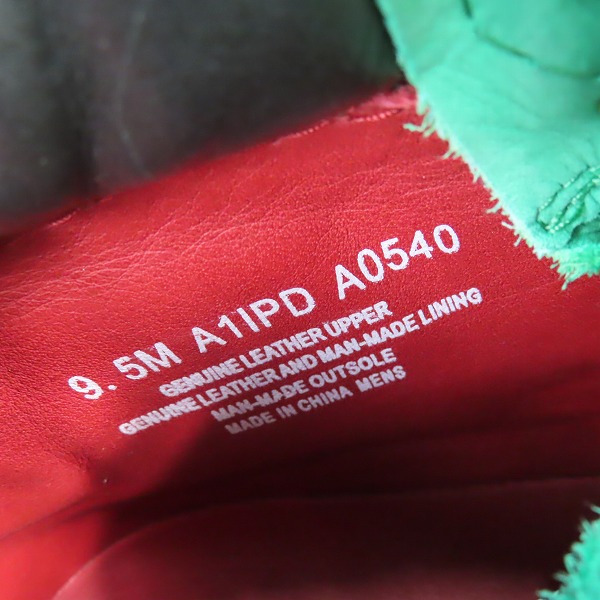 9.5M A1IPD A0540
GENUINE LEATHER UPPER
GENUINE LEATHER AND MAN-MADE LINING
MAN-MADE OUTSOLE
MADE IN CHINA MENS